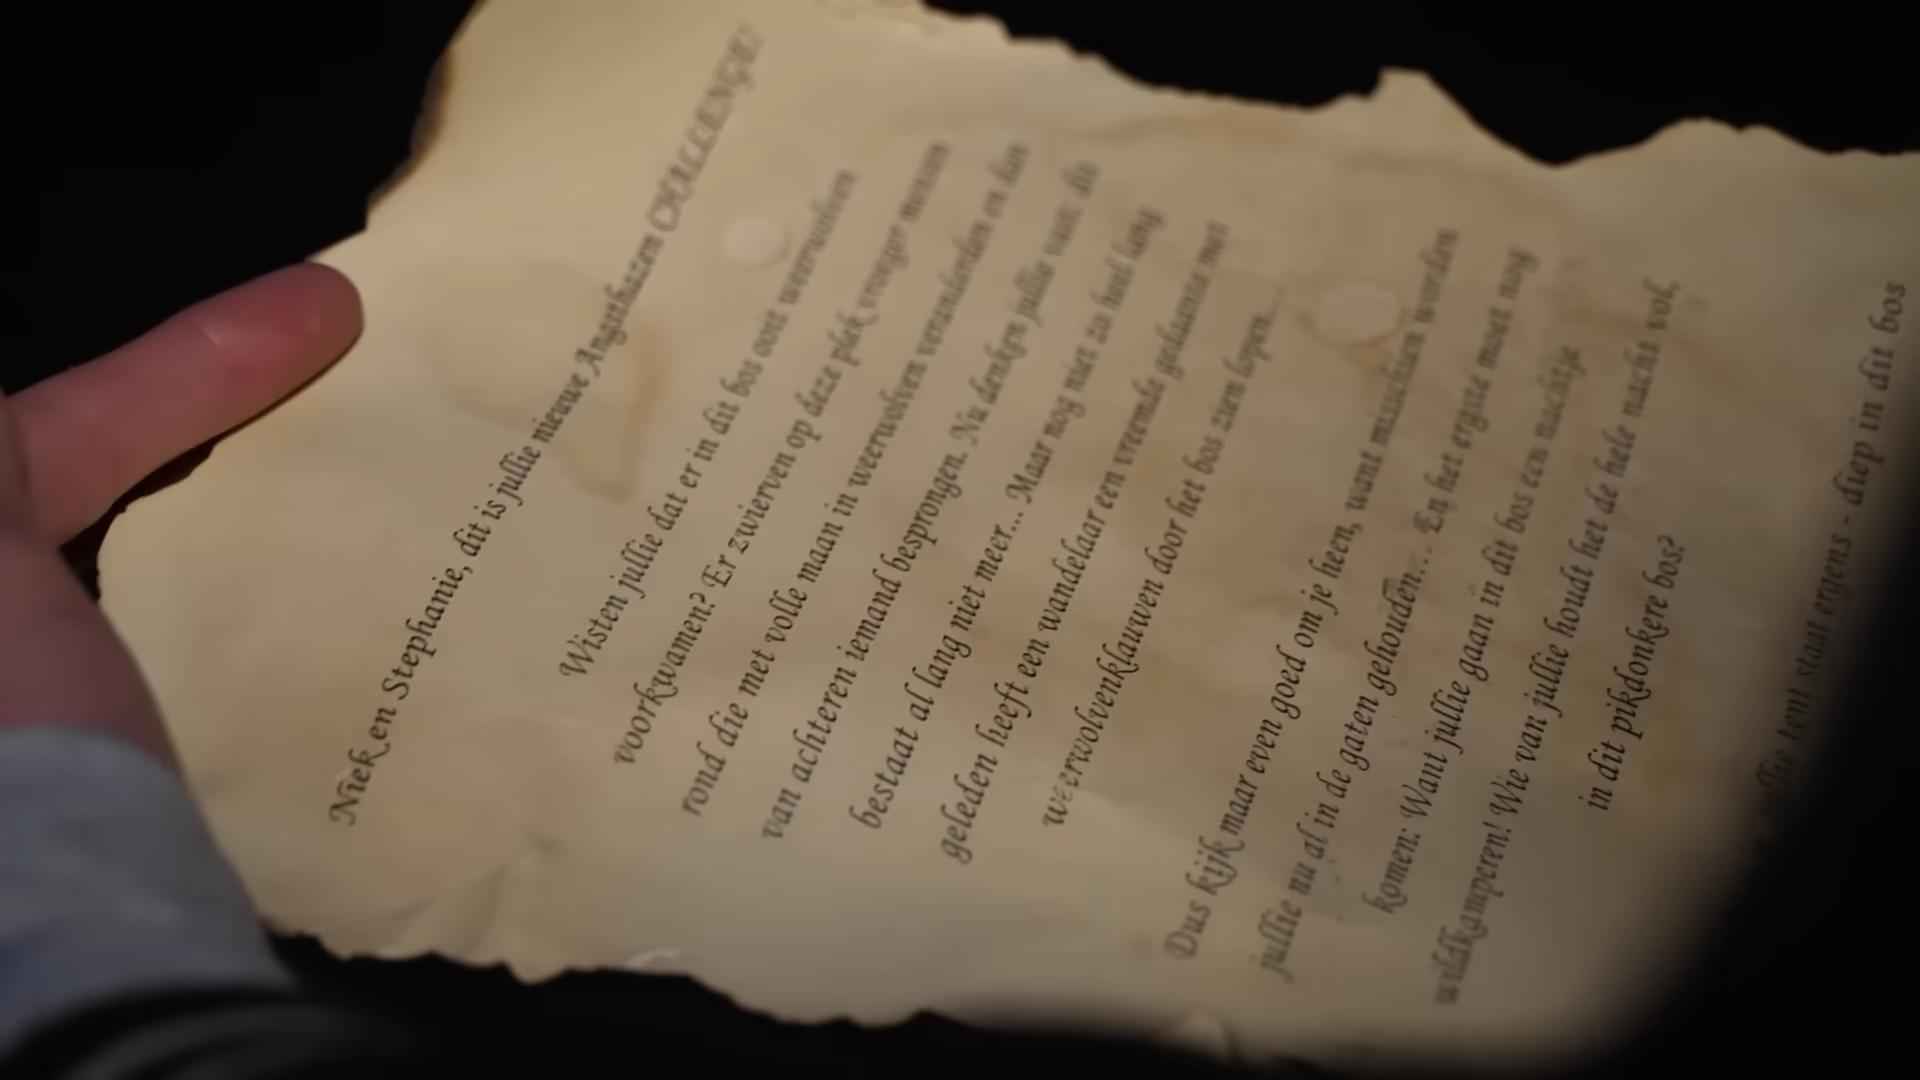 Niek en Stephanie, dit is jullie nieuwe Angsthazen CHALLENGE!
Wisten jullie dat er in dit bos ooit weerwolven
voorkwamen? Er zwierven op deze plek vroeger mensen
rond die met volle maan in weerwolven veranderden en hun
van achteren iemand besprongen. Nu denken jullie vast: dit
bestaat al lang niet meer... Maar nog niet zo heel lang
geleden heeft een wandelaar een vreemde gedaante met
weerwolvenklauwen door het bos zien lopen....
Dus kijk maar even goed om je heen, want misschien worden
jullie nu al in de gaten gehouden... En het ergste moet nog
komen: Want jullie gaan in dit bos een nachtje
wildkamperen! Wie van jullie houdt het de hele nacht vol,
in dit pikdonkere bos?
jullie tent staat ergens - diep in dit bos